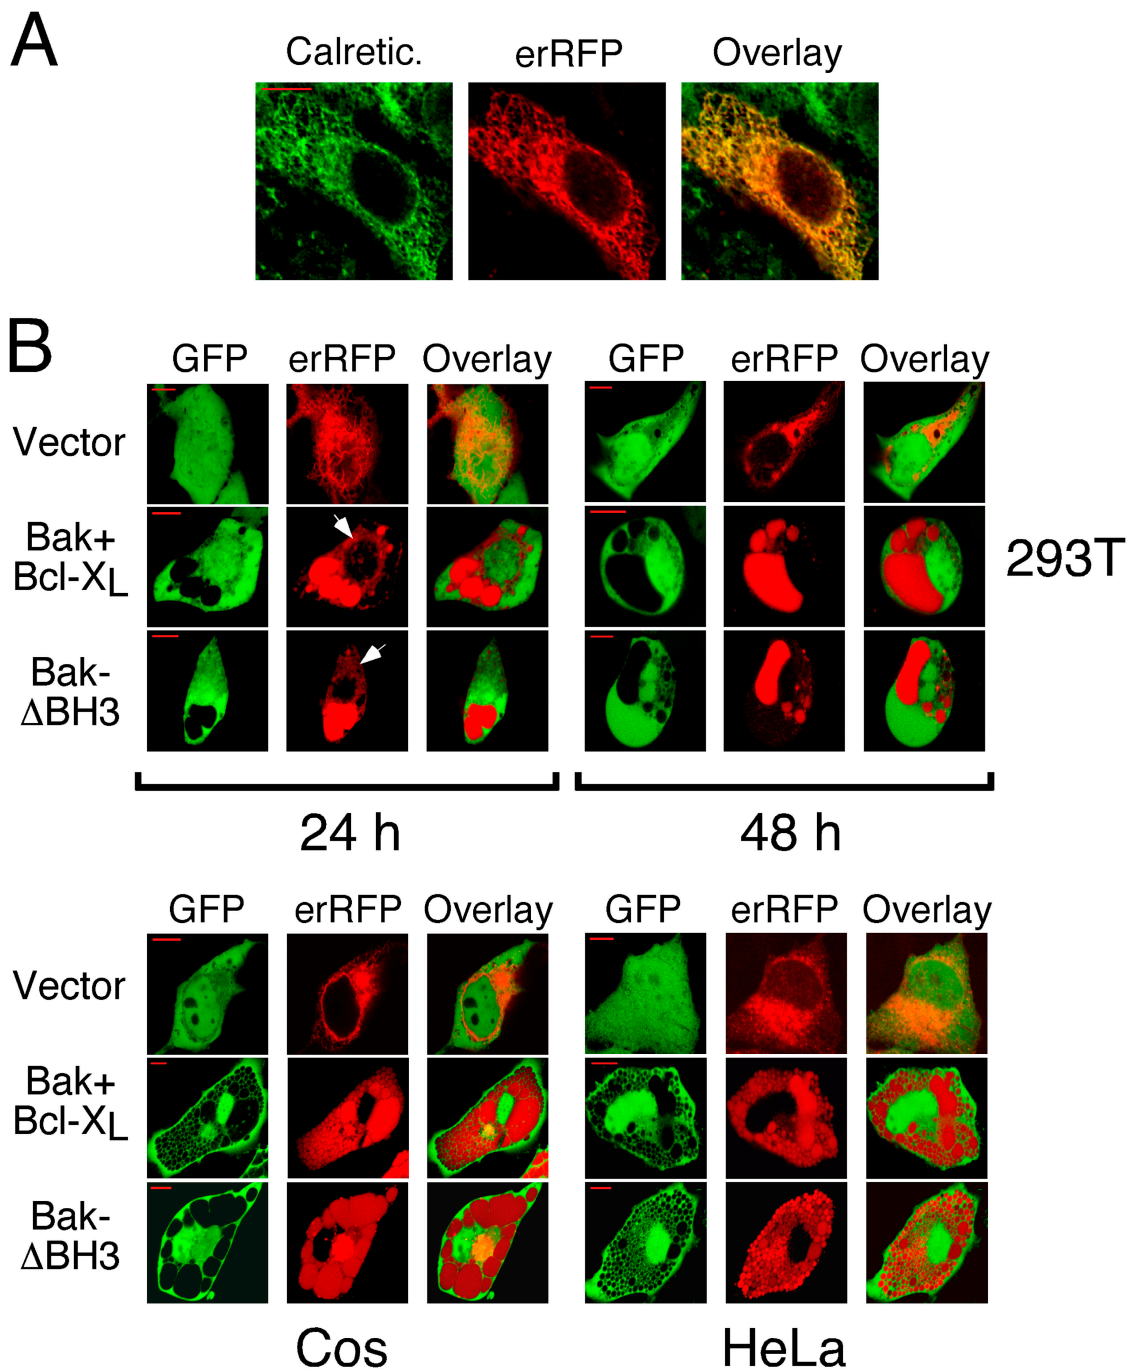 A
Calretic. erRFP Overlay
B
GFP erRFP Overlay GFP erRFP Overlay
Vector
Bak+
Bcl-XL
293T
Bak-
ΔBH3
24 h 48 h
GFP erRFP Overlay GFP erRFP Overlay
Vector
Bak+
Bcl-XL
Bak-
ΔBH3
Cos HeLa